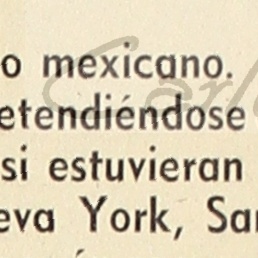 o mexicano.
etendiéndose
si estuvieran
eva York, San